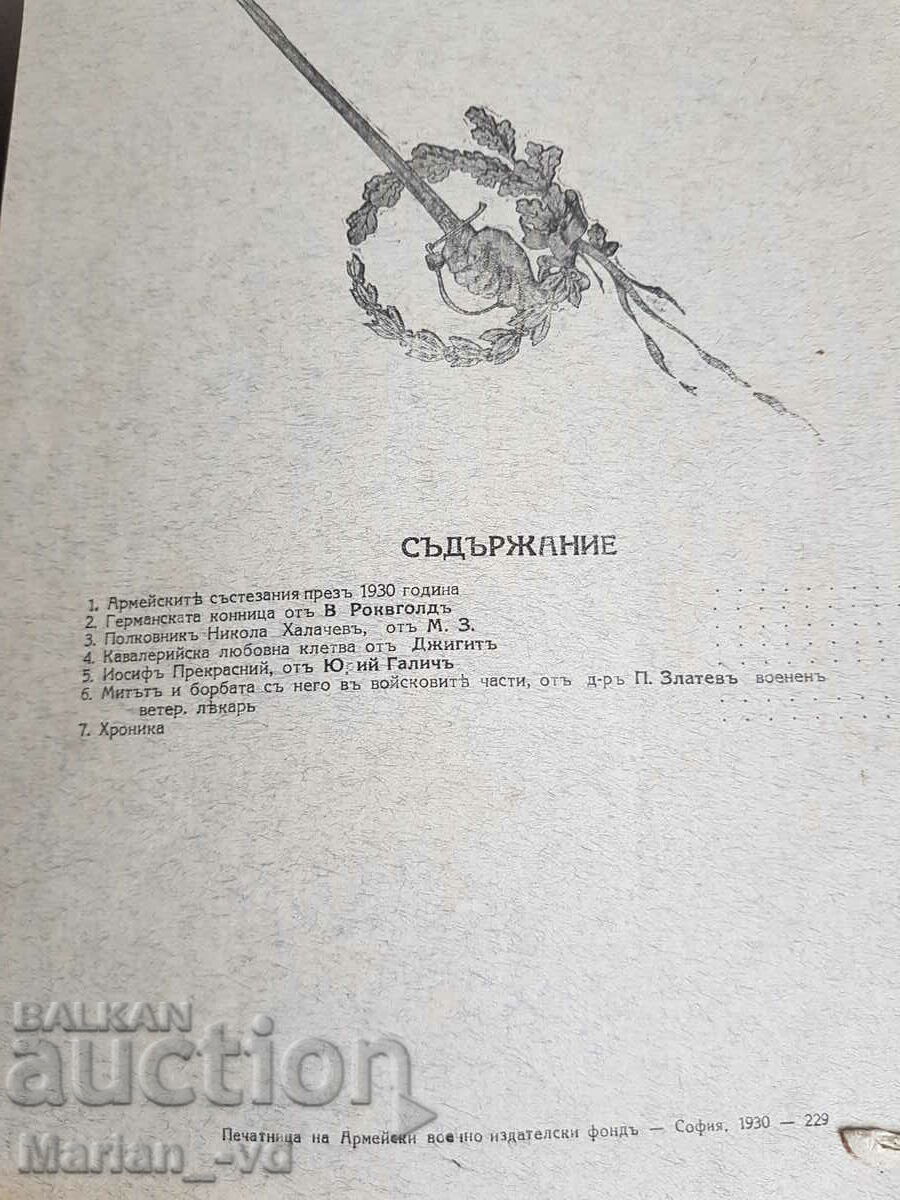 СЪДЪРЖАНИЕ
1. Армейскитѣ състезания презъ 1930 година
2. Германската конница отъ В Роквголдъ
3. Полковникъ Никола Халачевъ, отъ М. З.
4. Кавалерийска любовна клетва отъ Джигитъ
5. Иосифъ Прекрасний, отъ Юрий Галичъ
6. Митътъ и борбата съ него въ войсковитѣ части, отъ д-ръ П. Златевъ воененъ
ветер. лѣкарь
7. Хроника
BALKAN
auction
Печатница на Армейски военно издателски фондъ — София, 1930 — 229
Marian_-vd